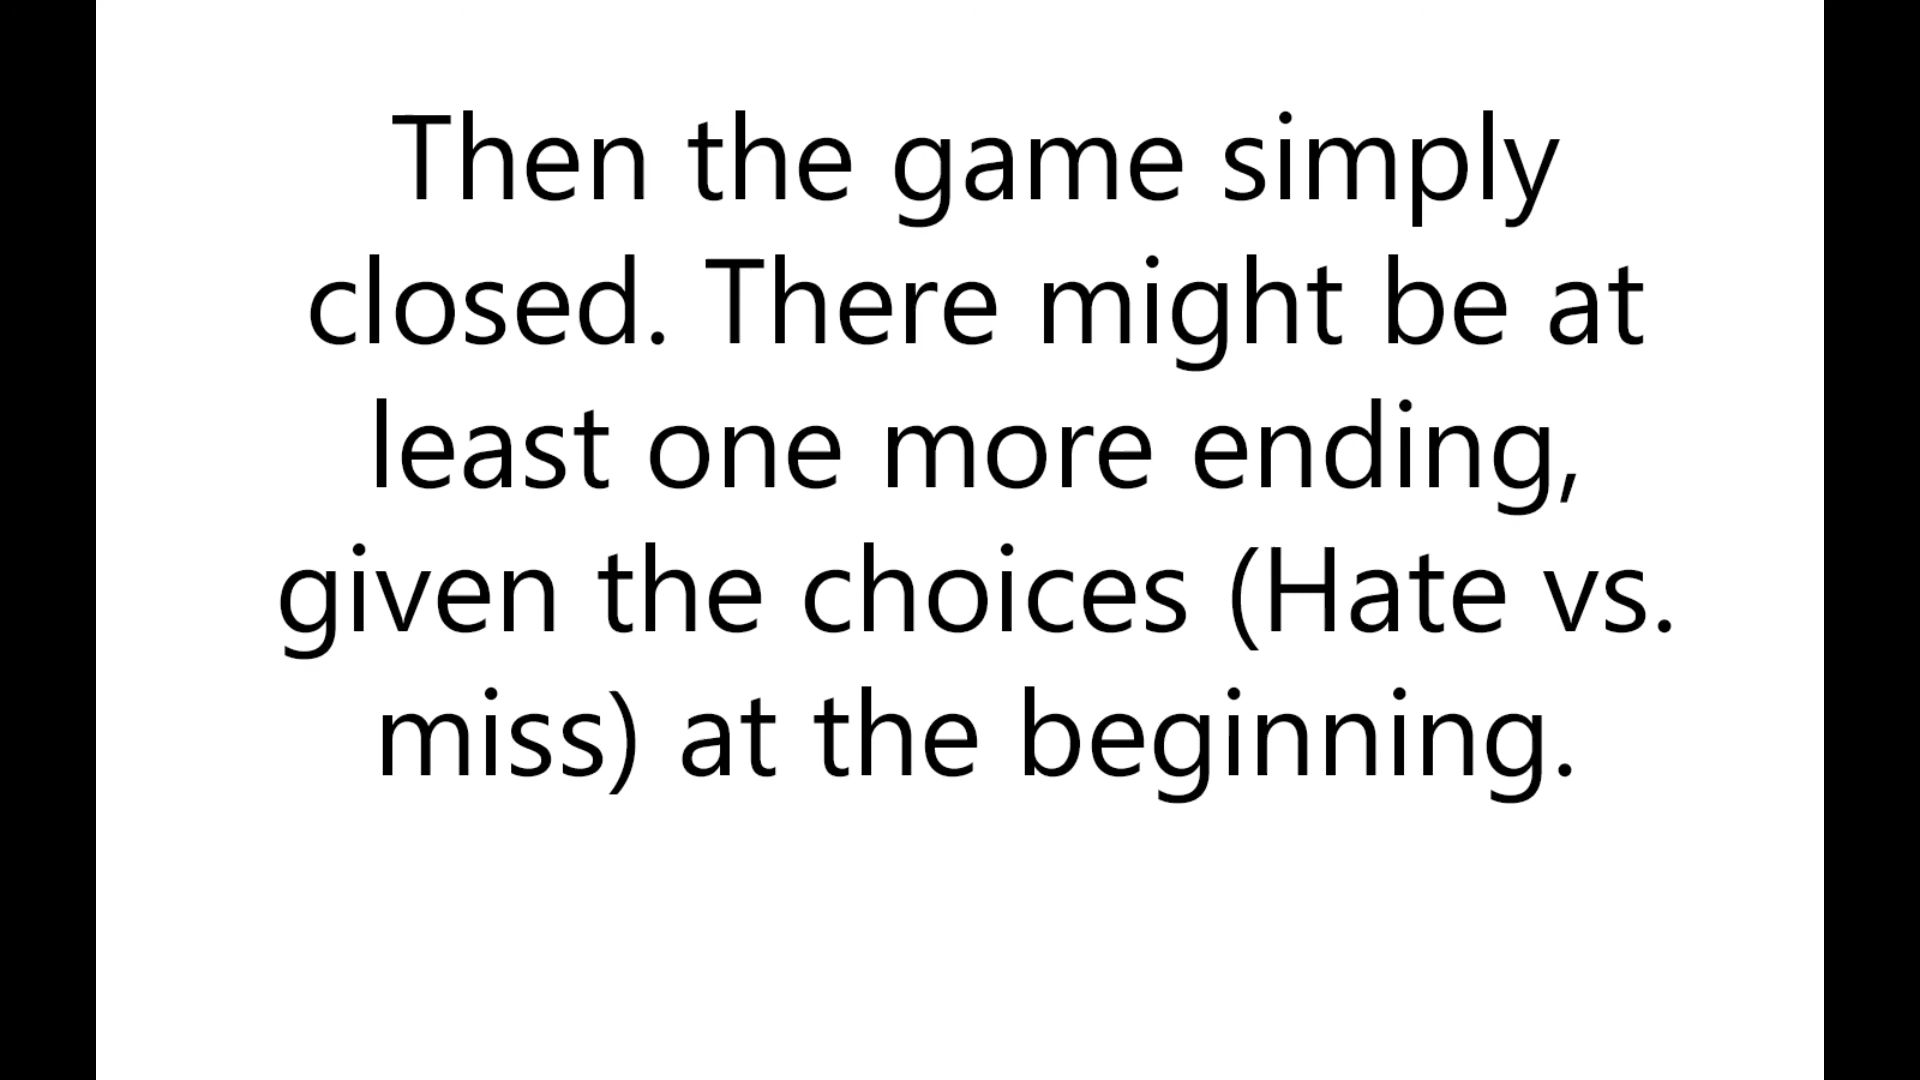 Then the game simply
closed. There might be at
least one more ending,
given the choices (Hate vs.
miss) at the beginning.